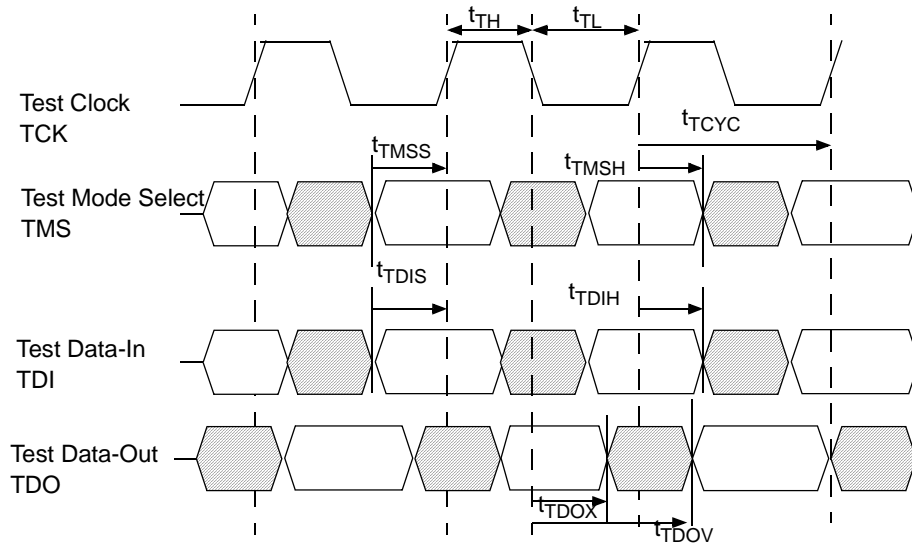 tTH
tTL
Test Clock
TCK
tTCYC
tTMSS
tTMSH
Test Mode Select
TMS
tTDIS
tTDIH
Test Data-In
TDI
Test Data-Out
TDO
tTDOX
tTDOV